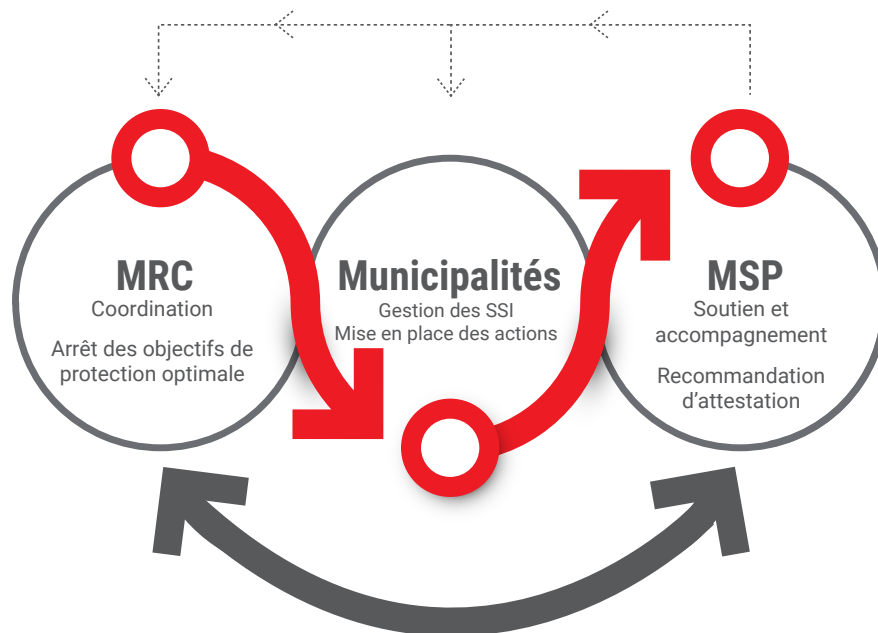 MRC
Coordination
Arrêt des objectifs de
protection optimale
Municipalités
Gestion des SSI
Mise en place des actions
MSP
Soutien et
accompagnement
Recommandation
d’attestation